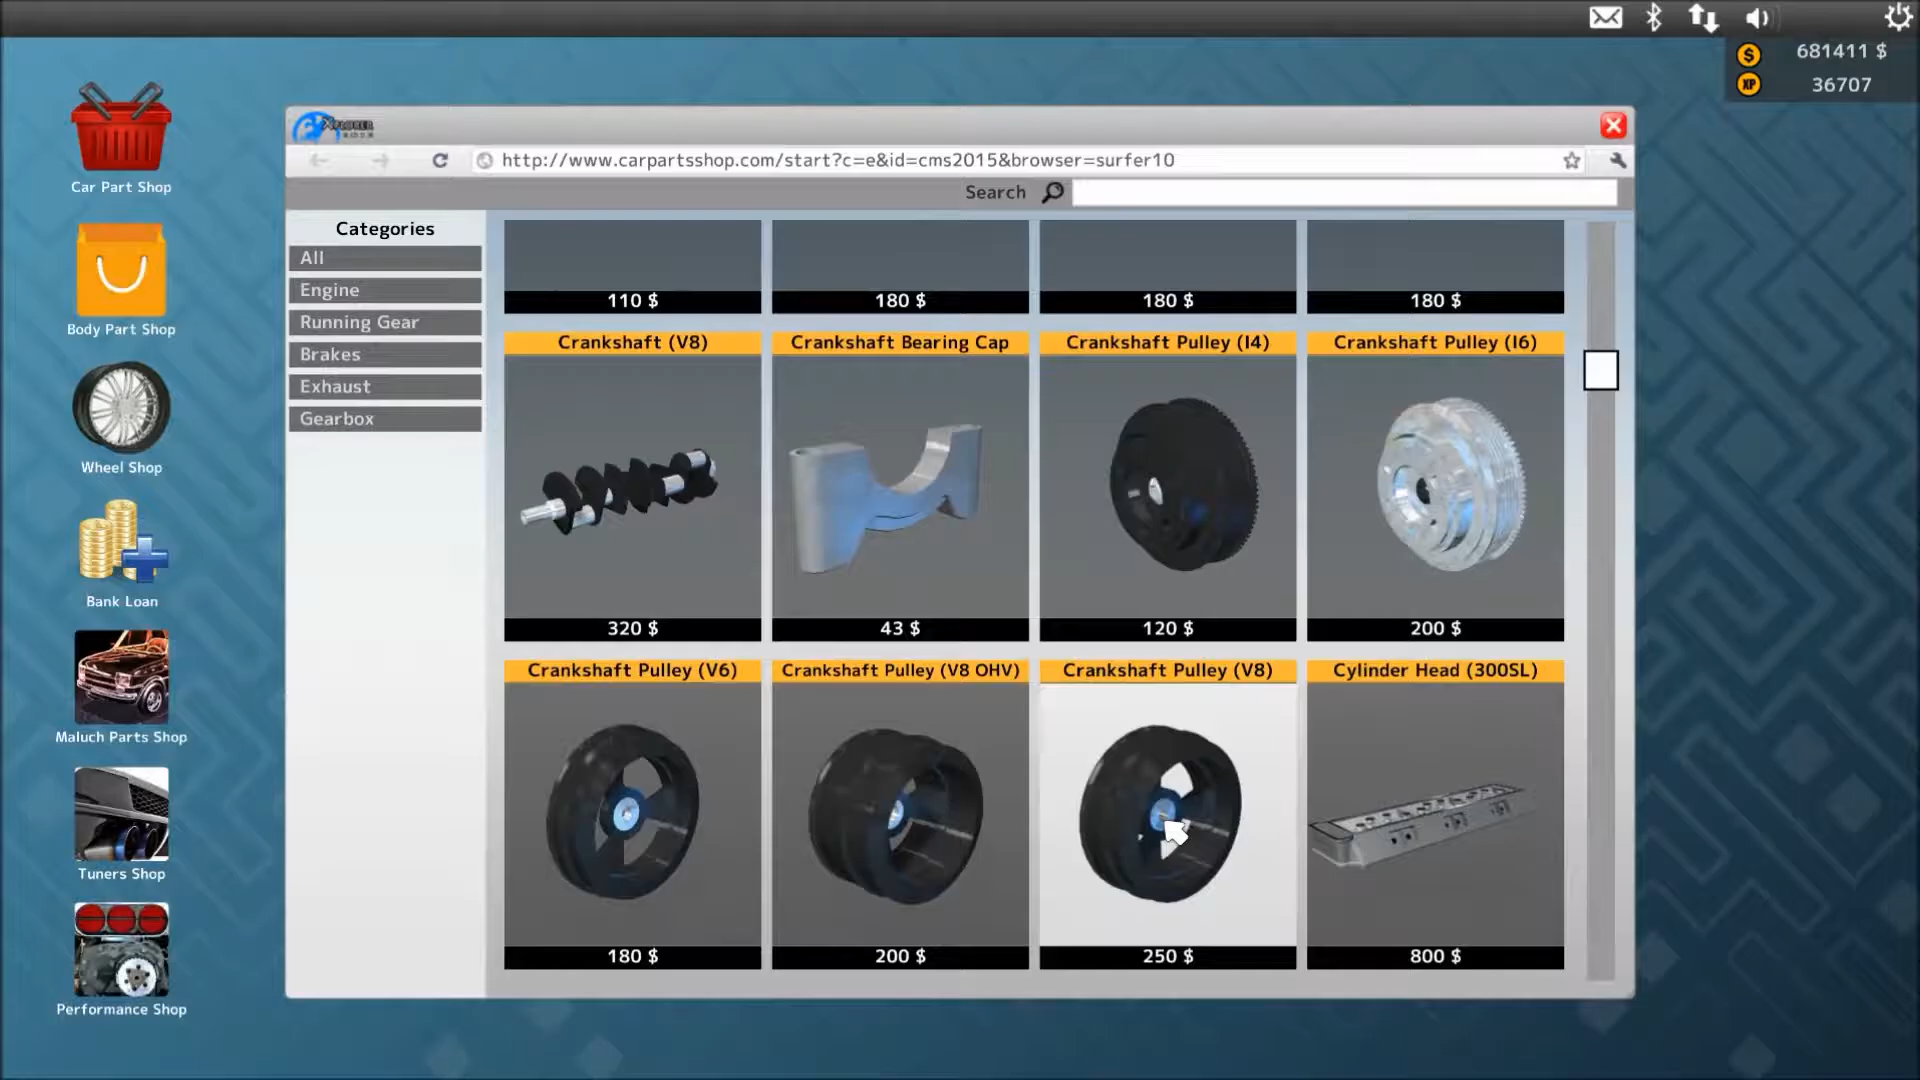 681411 $
XP
36707
Car Part Shop
Body Part Shop
Wheel Shop
Bank Loan
Maluch Parts Shop
Tuners Shop
Performance Shop
http://www.carpartsshop.com/start?c=e&id=cms2015&browser=surfer10
Search
Categories
All
Engine
Running Gear
Brakes
Exhaust
Gearbox
110 $
180 $
180 $
180 $
Crankshaft (V8)
Crankshaft Bearing Cap
Crankshaft Pulley (I4)
Crankshaft Pulley (I6)
320 $
43 $
120 $
200 $
Crankshaft Pulley (V6)
Crankshaft Pulley (V8 OHV)
Crankshaft Pulley (V8)
Cylinder Head (300SL)
180 $
200 $
250 $
800 $